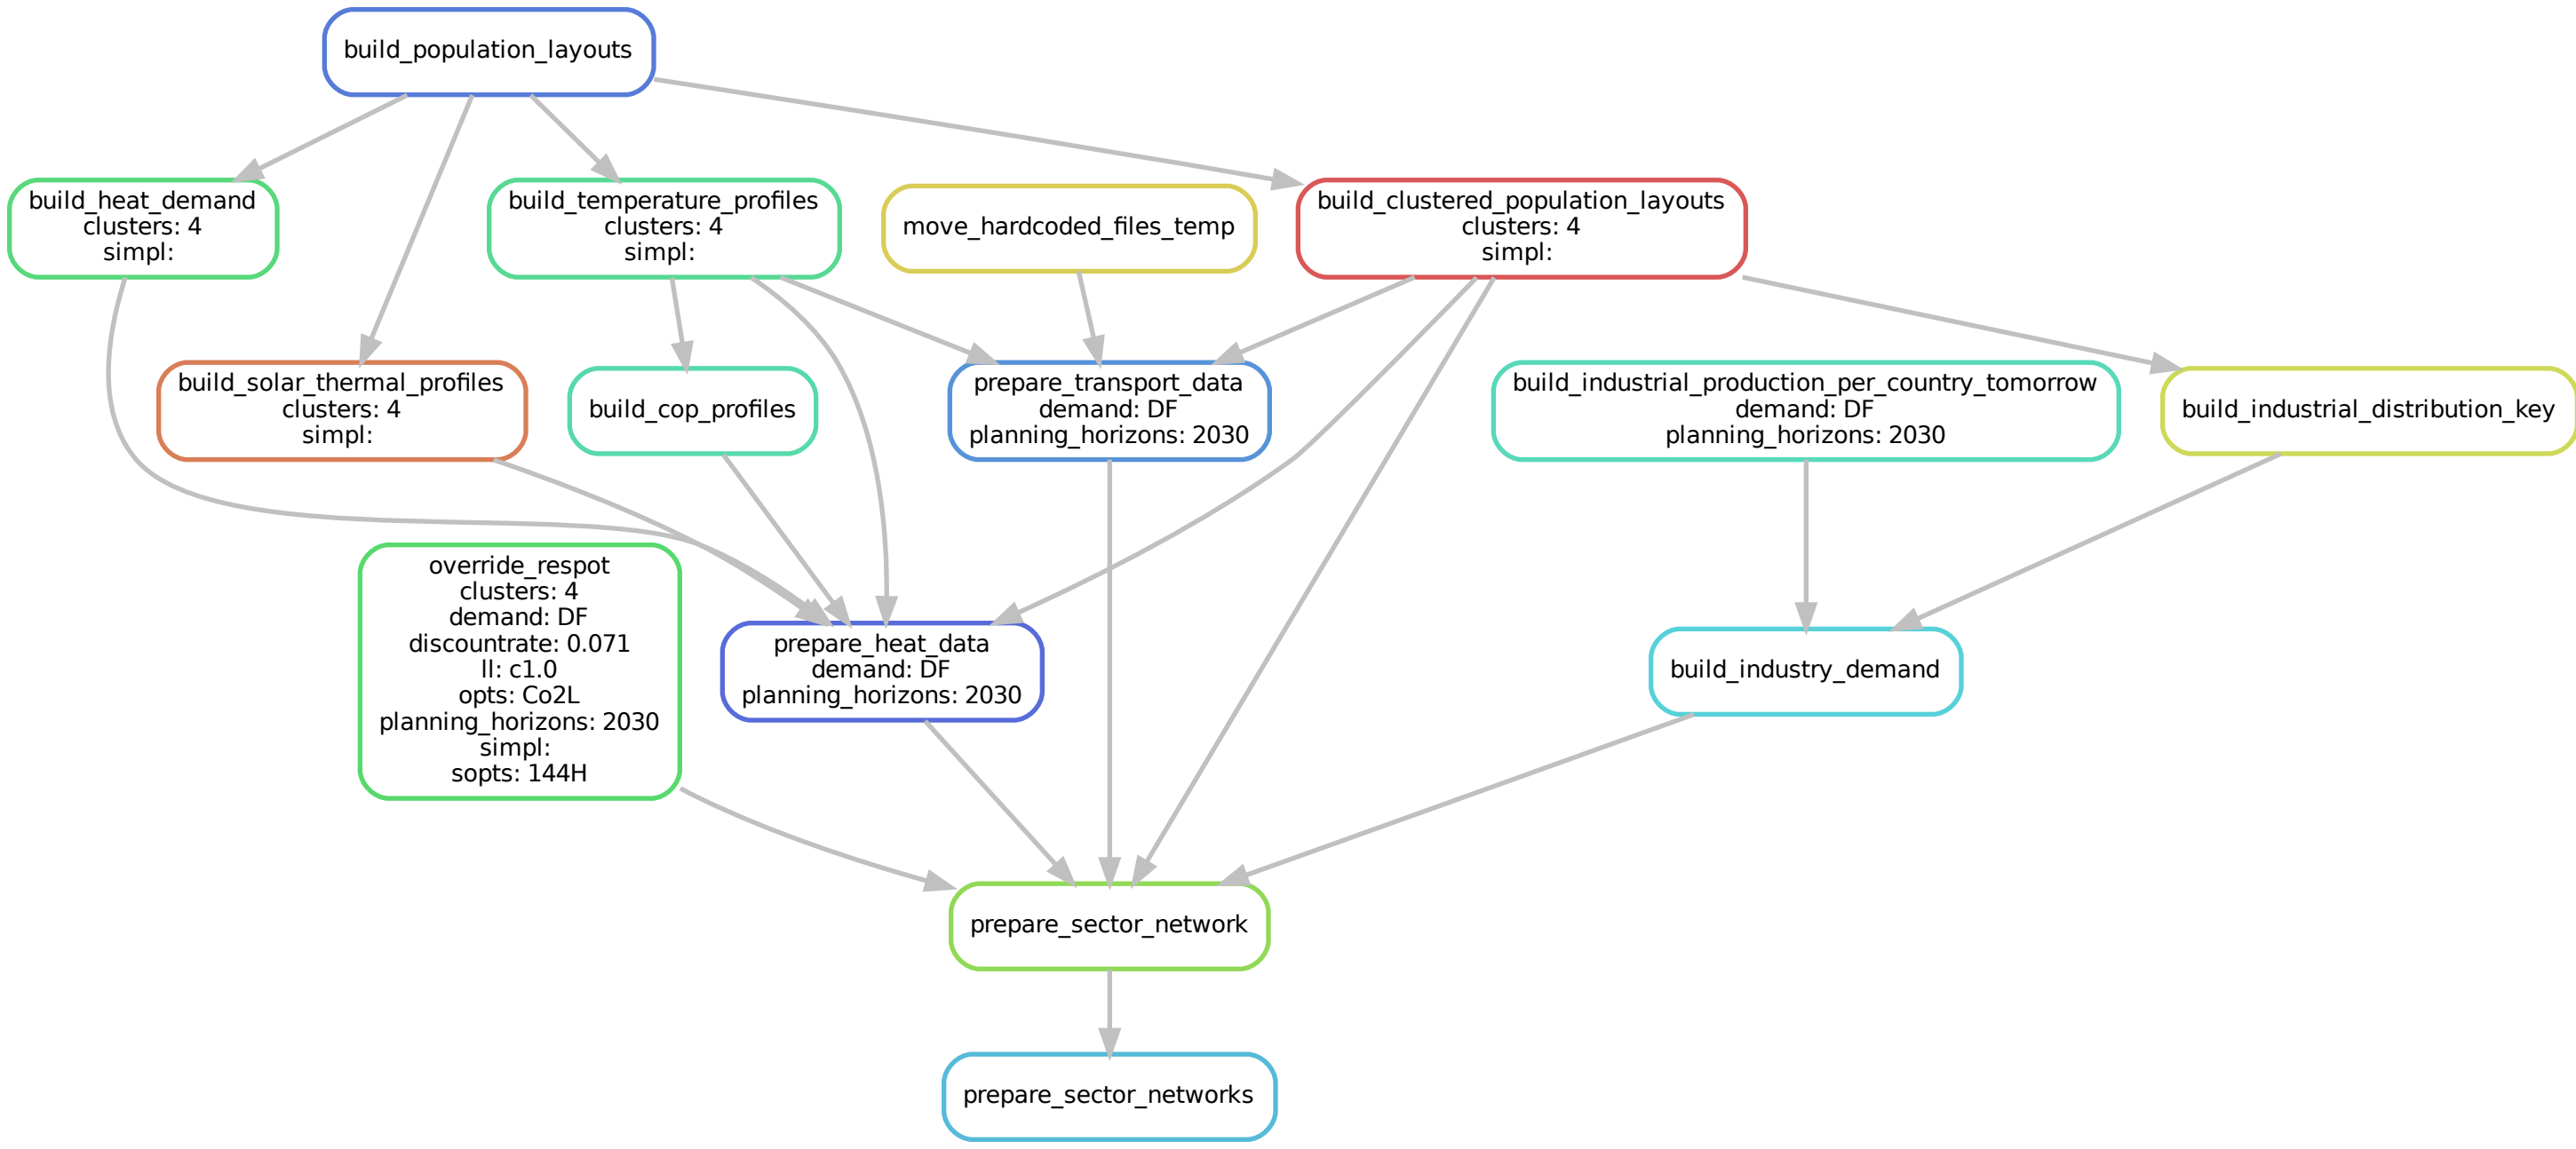 build_population_layouts
build_heat_demand
clusters: 4
simpl:
build_temperature_profiles
clusters: 4
simpl:
move_hardcoded_files_temp
build_clustered_population_layouts
clusters: 4
simpl:
build_solar_thermal_profiles
clusters: 4
simpl:
build_cop_profiles
prepare_transport_data
demand: DF
planning_horizons: 2030
build_industrial_production_per_country_tomorrow
demand: DF
planning_horizons: 2030
build_industrial_distribution_key
override_respot
clusters: 4
demand: DF
discountrate: 0.071
ll: c1.0
opts: Co2L
planning_horizons: 2030
simpl:
sopts: 144H
prepare_heat_data
demand: DF
planning_horizons: 2030
build_industry_demand
prepare_sector_network
prepare_sector_networks